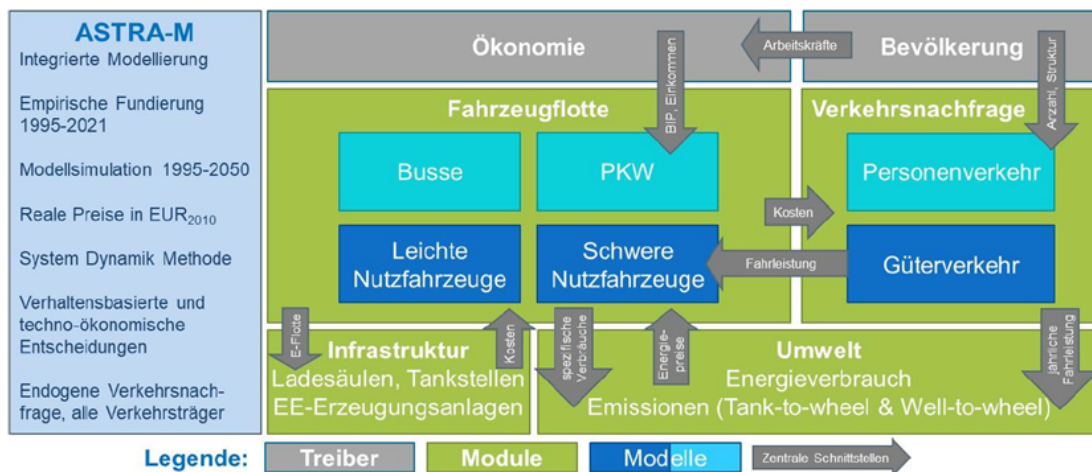 ASTRA-M
Integrierte Modellierung
Empirische Fundierung
1995-2021
Modellsimulation 1995-2050
Reale Preise in EUR2010
System Dynamik Methode
Verhaltensbasierte und
techno-ökonomische
Entscheidungen
Endogene Verkehrsnach-
frage, alle Verkehrsträger
Ökonomie
Arbeitskräfte
Bevölkerung
BIP, Einkommen
Anzahl, Struktur
Fahrzeugflotte
Busse
PKW
Leichte
Nutzfahrzeuge
Schwere
Nutzfahrzeuge
Verkehrsnachfrage
Personenverkehr
Güterverkehr
Kosten
Fahrleistung
E-Flotte
Kosten
spezifische
Verbräuche
Energie-
preise
jährliche
Fahrleistung
Infrastruktur
Ladesäulen, Tankstellen
EE-Erzeugungsanlagen
Umwelt
Energieverbrauch
Emissionen (Tank-to-wheel & Well-to-wheel)
Legende:
Treiber
Module
Modelle
Zentrale Schnittstellen